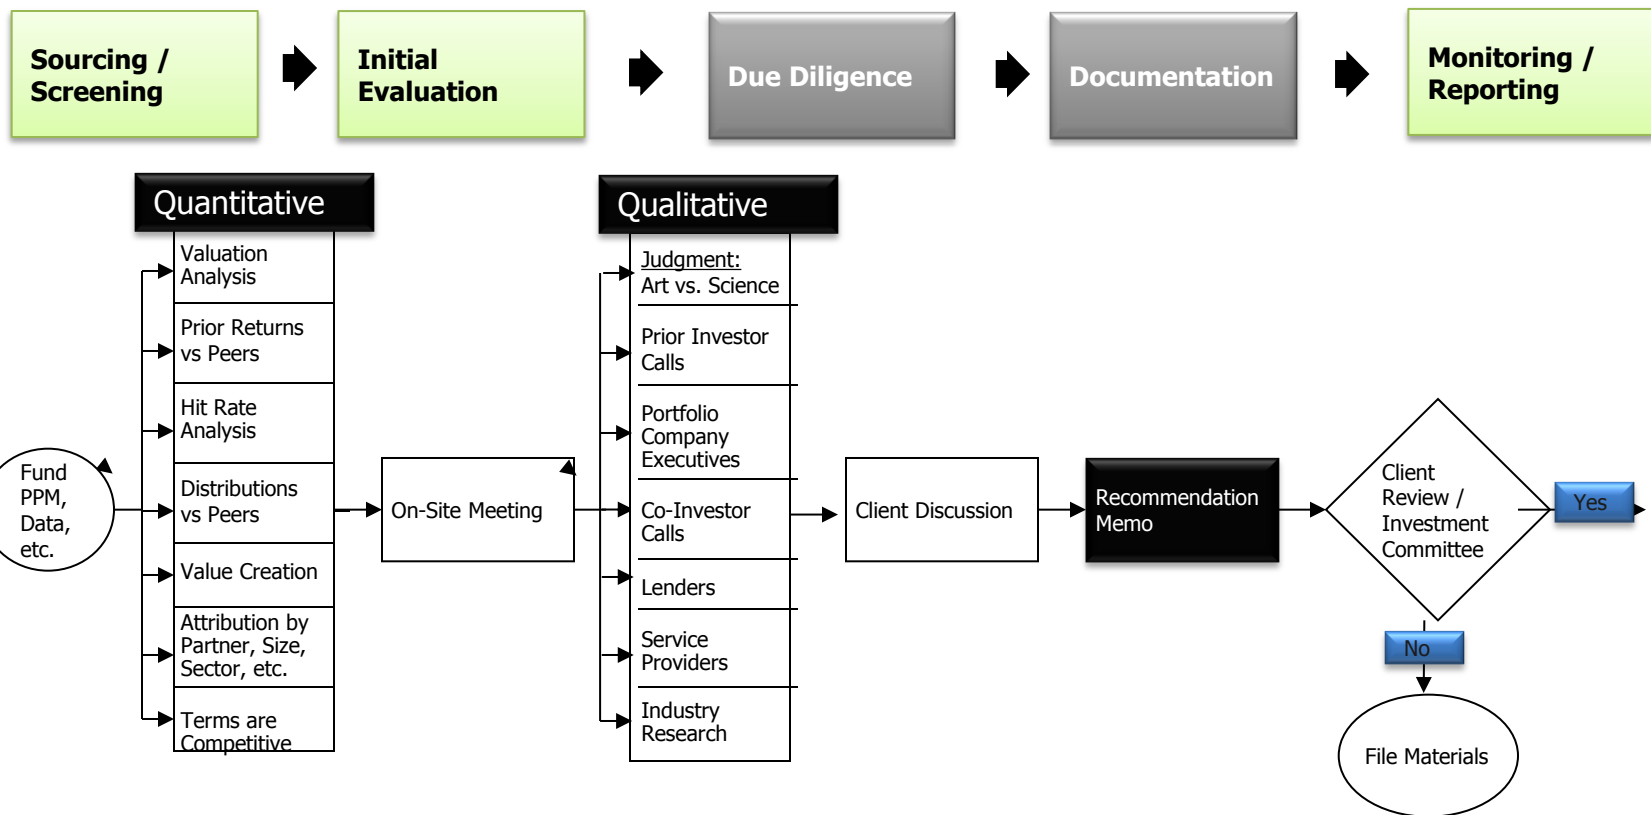 Sourcing /
Screening
Initial
Evaluation
Due Diligence
Documentation
Monitoring /
Reporting
Quantitative
Valuation
Analysis
Prior Returns
vs Peers
Hit Rate
Analysis
Distributions
vs Peers
Value Creation
Attribution by
Partner, Size,
Sector, etc.
Terms are
Competitive
Fund
PPM,
Data,
etc.
On-Site Meeting
Qualitative
Judgment:
Art vs. Science
Prior Investor
Calls
Portfolio
Company
Executives
Co-Investor
Calls
Lenders
Service
Providers
Industry
Research
Client Discussion
Recommendation
Memo
Client
Review /
Investment
Committee
Yes
No
File Materials